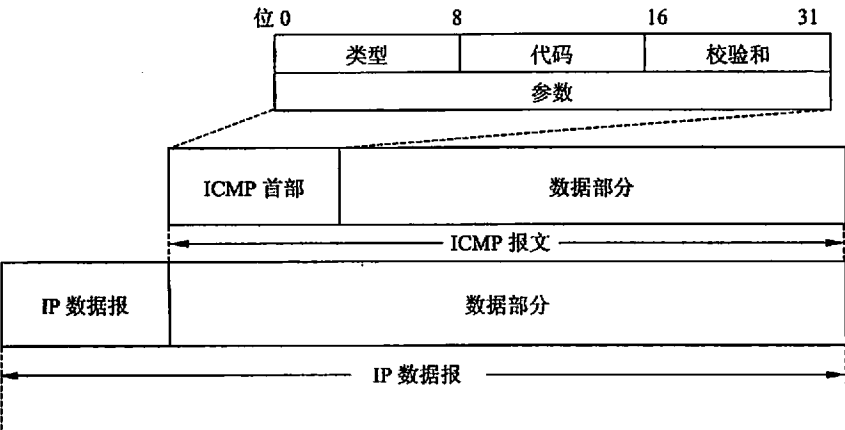 位 0 8 16 31
类型 代码 校验和
参数
ICMP 首部 数据部分
ICMP 报文
IP 数据报 数据部分
IP 数据报